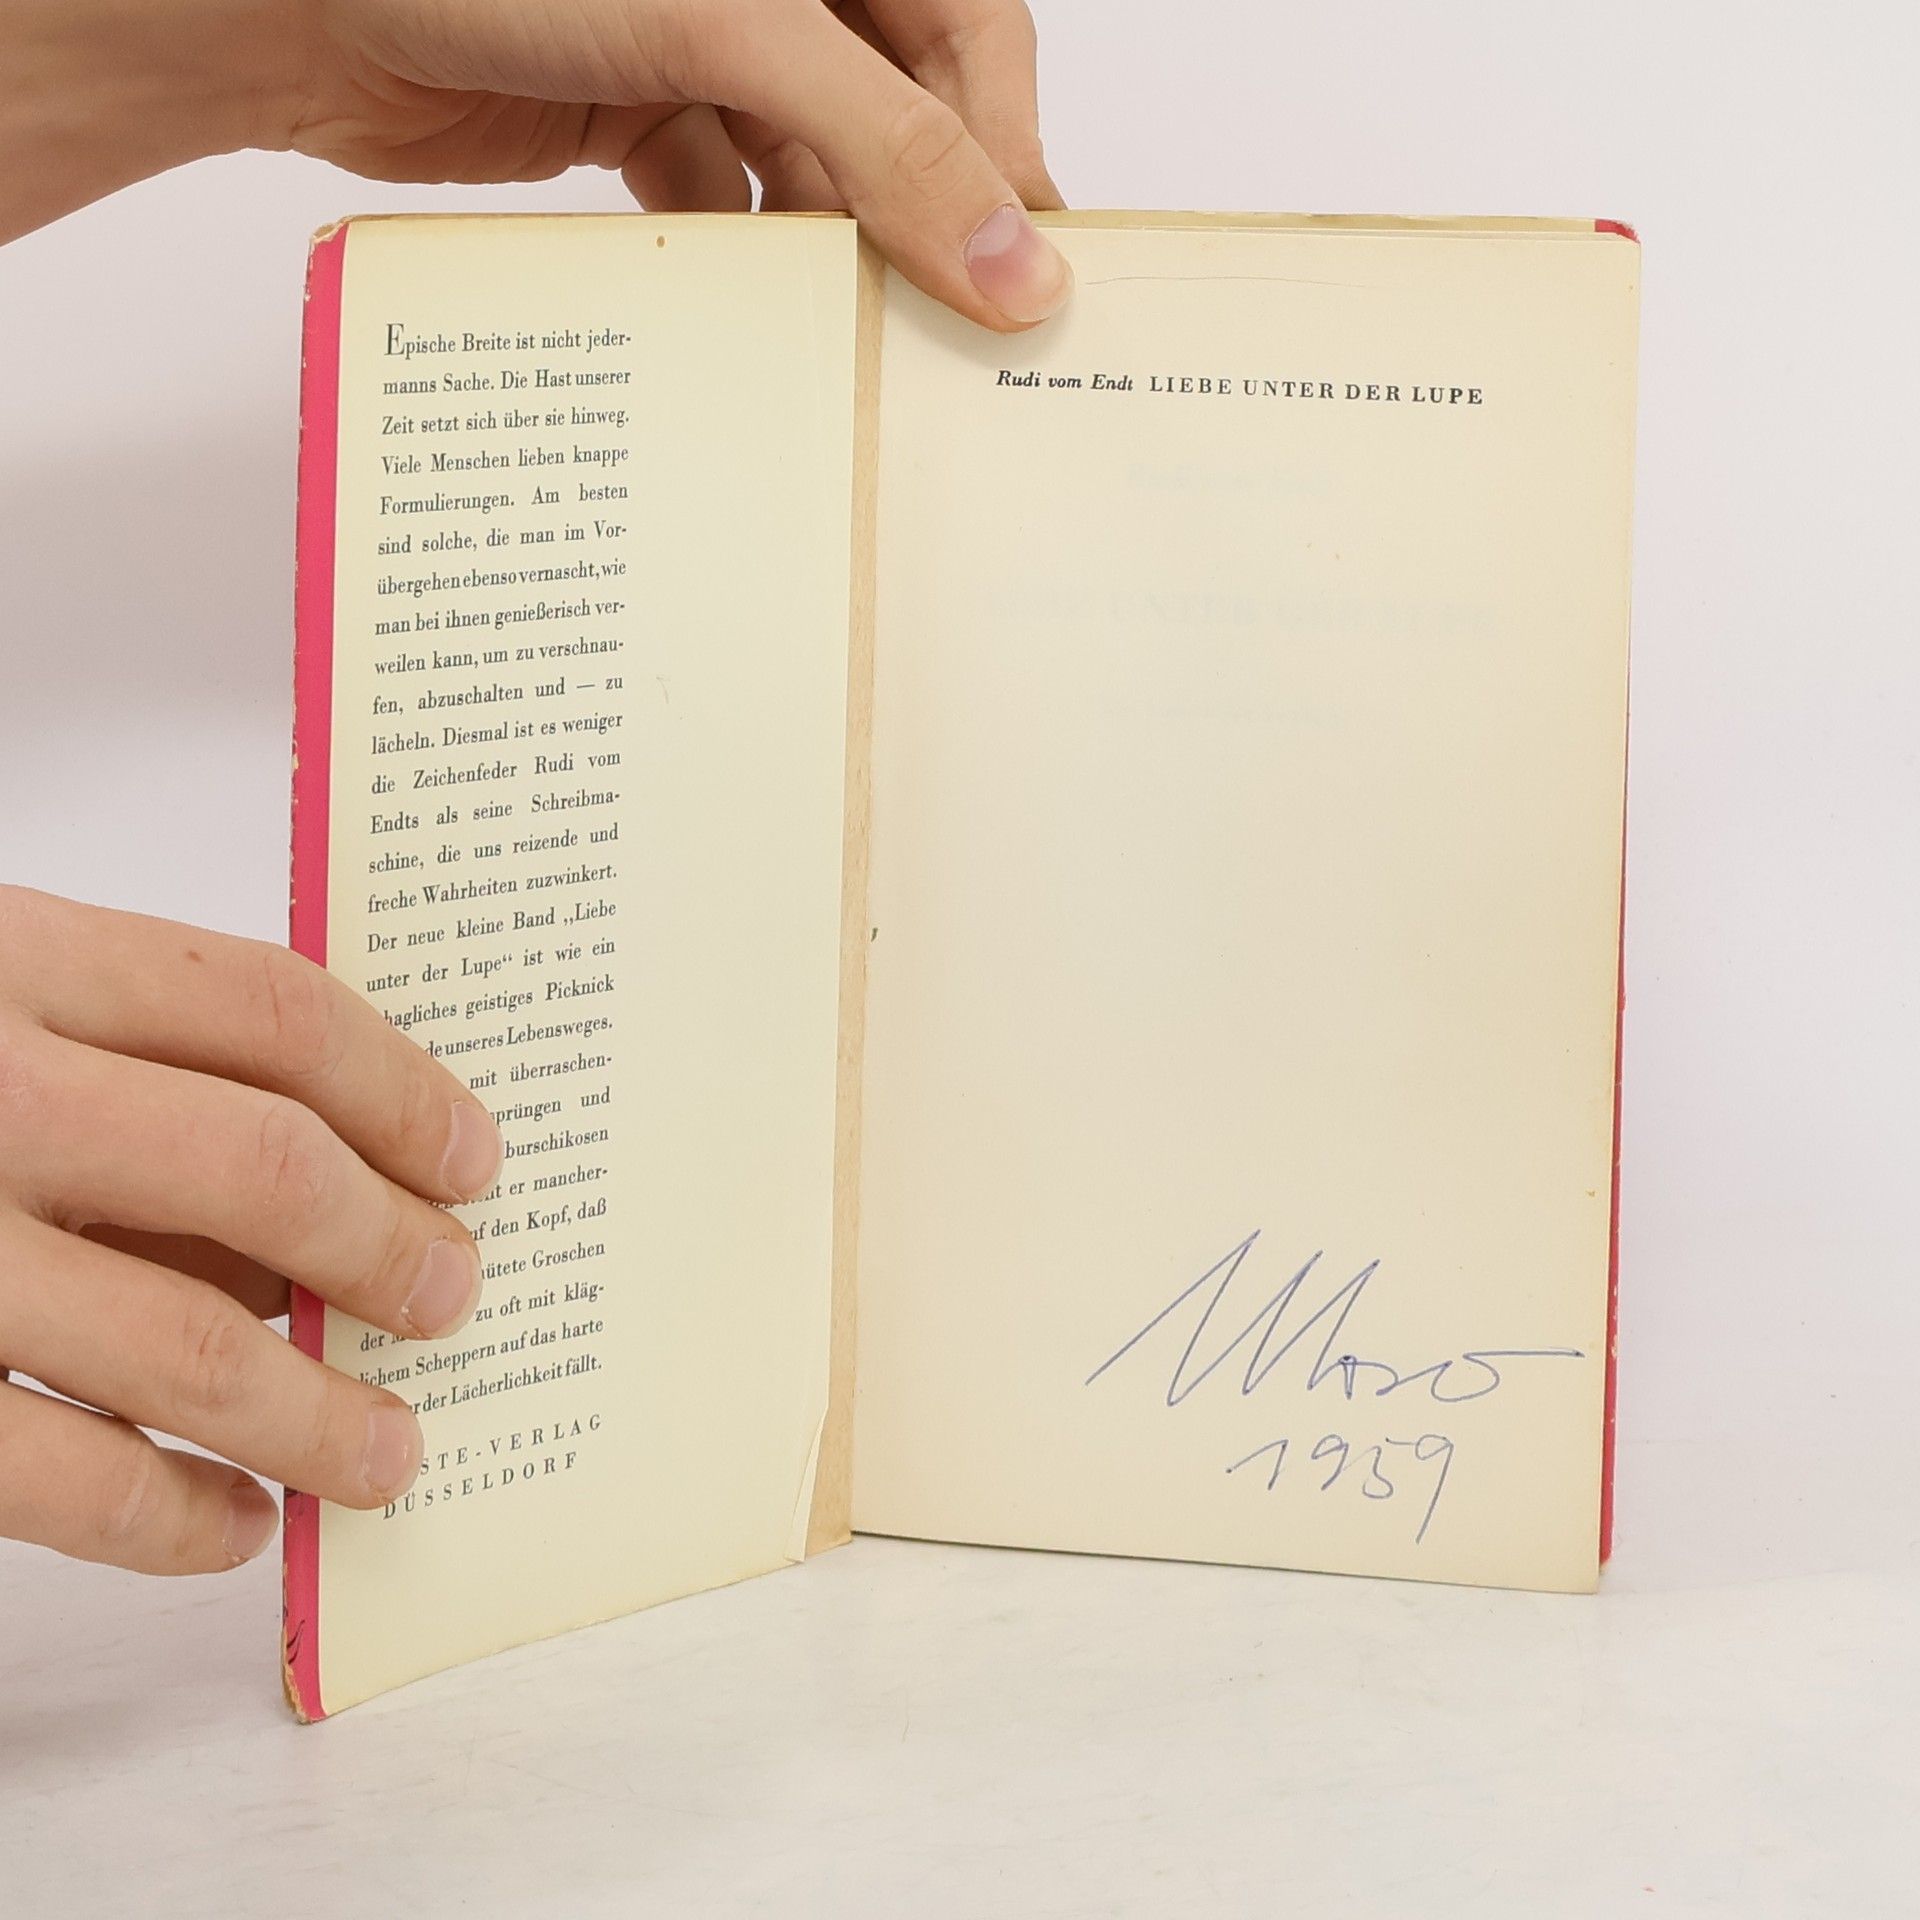 Epische Breite ist nicht jeder-
manns Sache. Die Hast unserer
Zeit setzt sich über sie hinweg.
Viele Menschen lieben knappe
Formulierungen. Am besten
sind solche, die man im Vor-
übergehen ebenso vernascht, wie
man bei ihnen genießerisch ver-
weilen kann, um zu verschnau-
fen, abzuschalten und — zu
lächeln. Diesmal ist es weniger
die Zeichenfeder Rudi vom
Endts als seine Schreibma-
schine, die uns reizende und
freche Wahrheiten zuzwinkert.
Der neue kleine Band „Liebe
unter der Lupe“ ist wie ein
hagliches geistiges Picknick
de unseres Lebensweges.
mit überraschen-
sprüngen und
burschikosen
er mancher-
den Kopf, daß
hütete Groschen
der zu oft mit kläg-
lichem Scheppern auf das harte
der Lächerlichkeit fällt.
STE-VERLAG
DÜSSELDORF
Rudi vom Endt LIEBE UNTER DER LUPE
1959